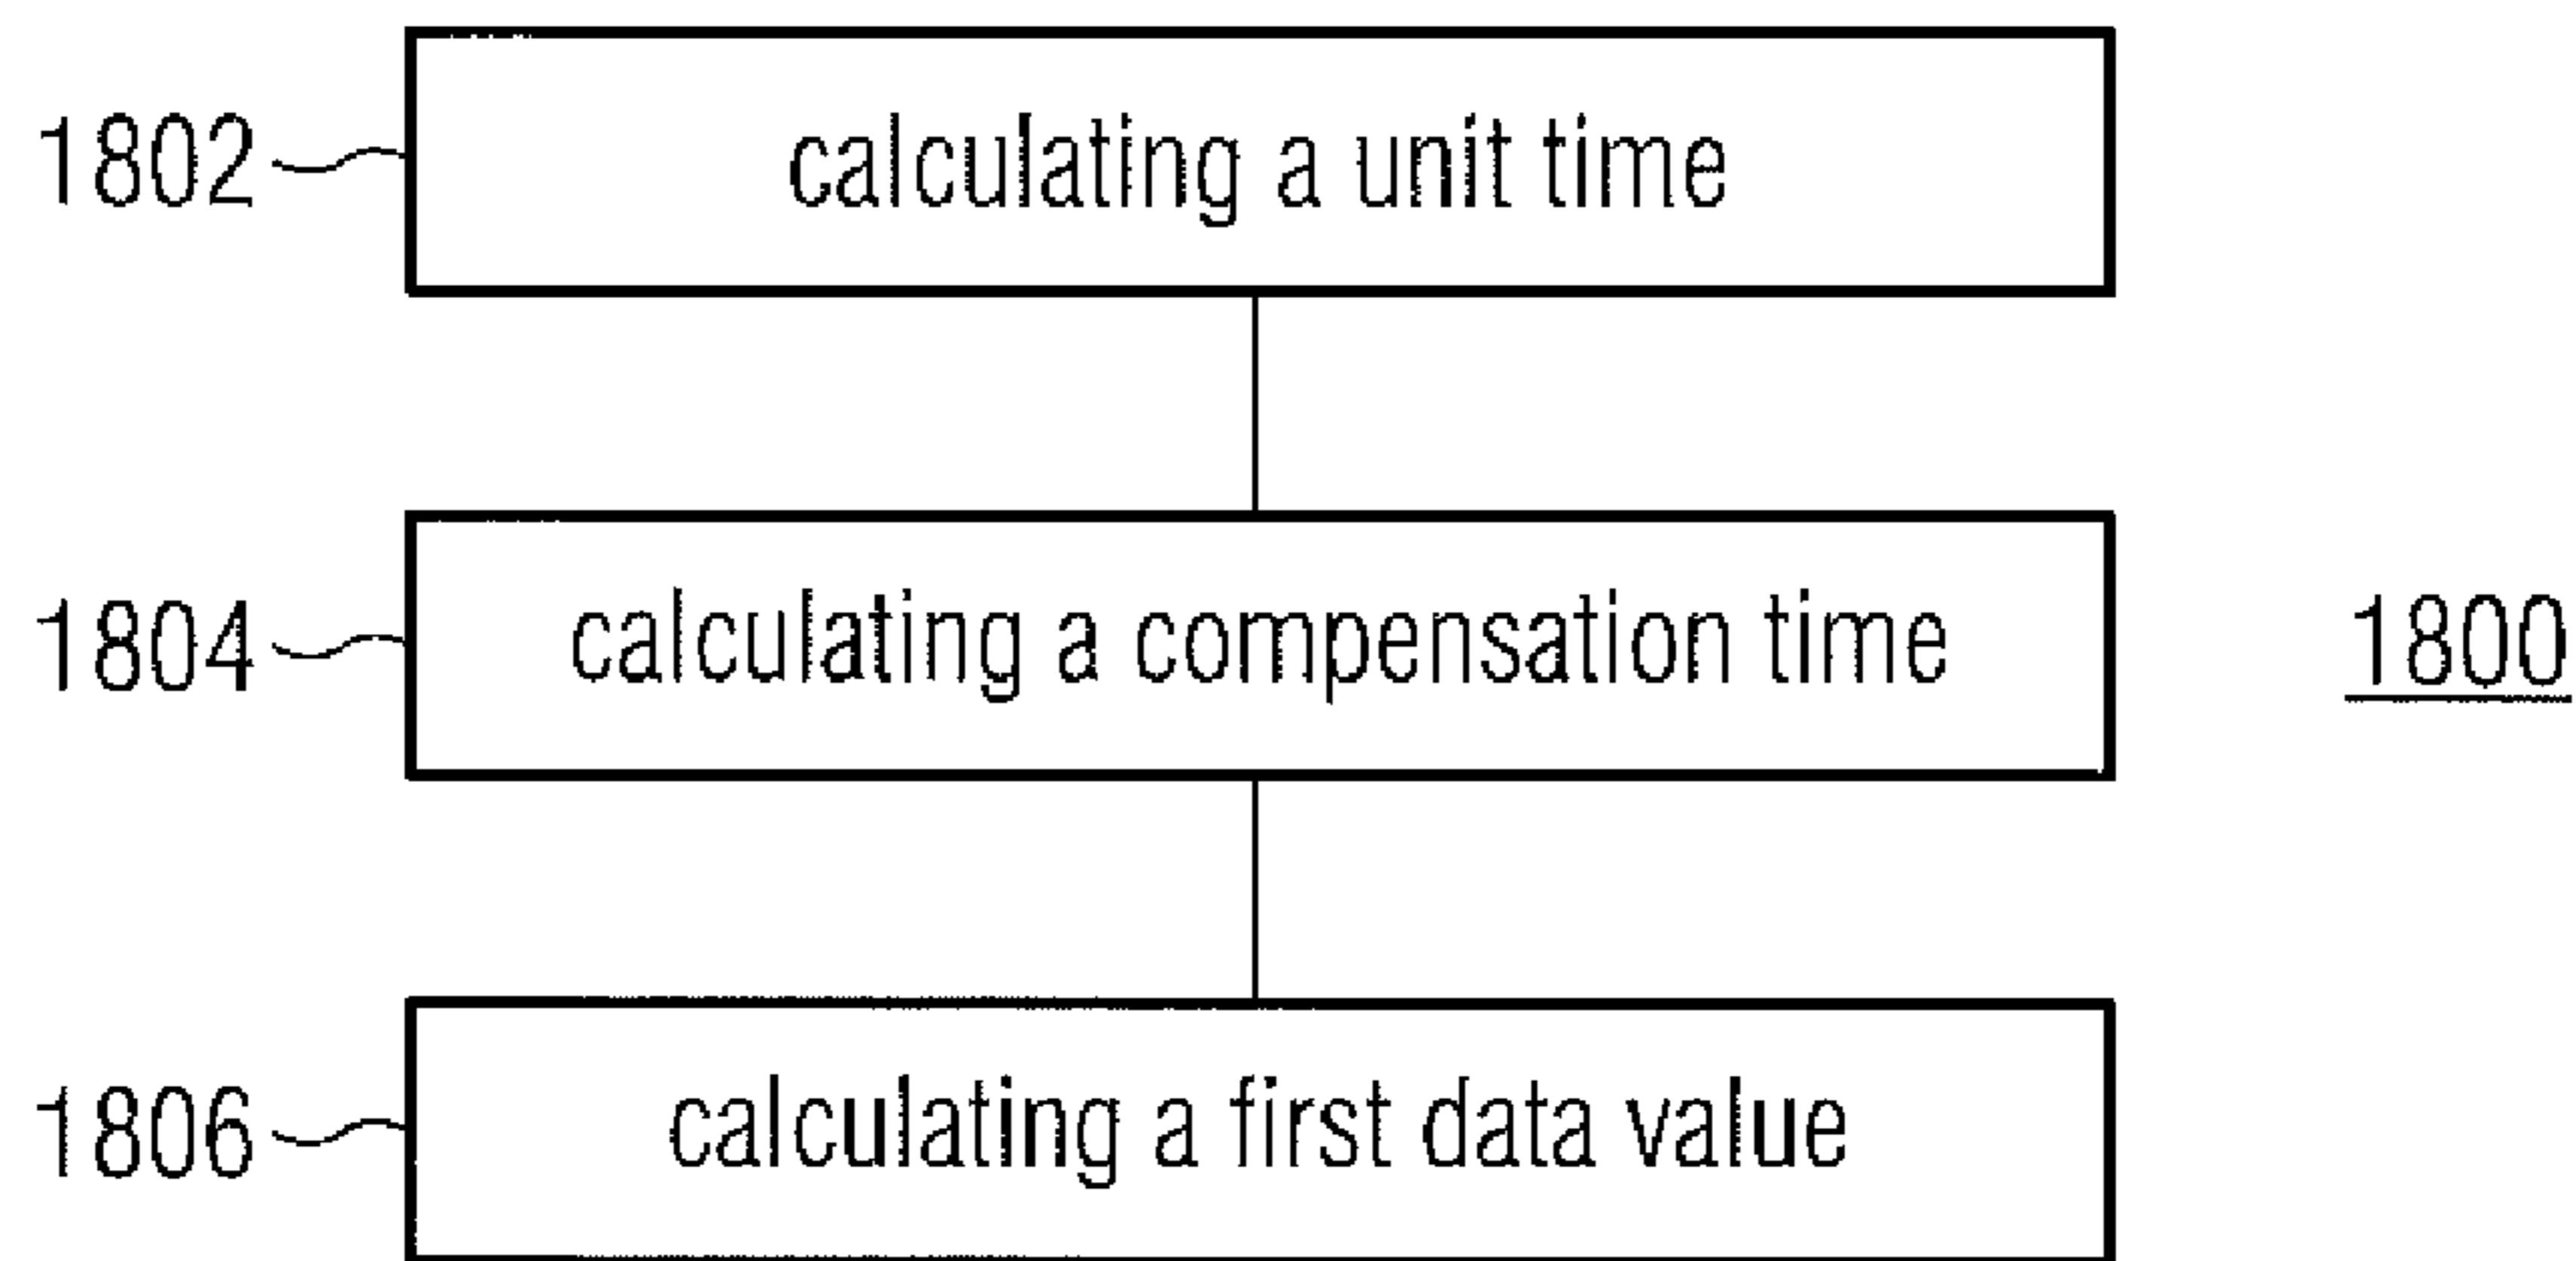 1802 calculating a unit time
1804 calculating a compensation time 1800
1806 calculating a first data value